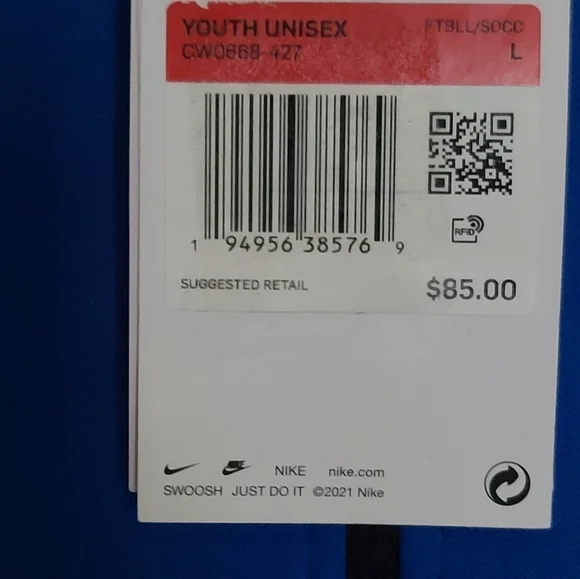 YOUTH UNISEX FTBLL/SOCC
CW0868-427 L
1 94956 38576 9
RFID
SUGGESTED RETAIL $85.00
NIKE nike.com
SWOOSH JUST DO IT ©2021 Nike